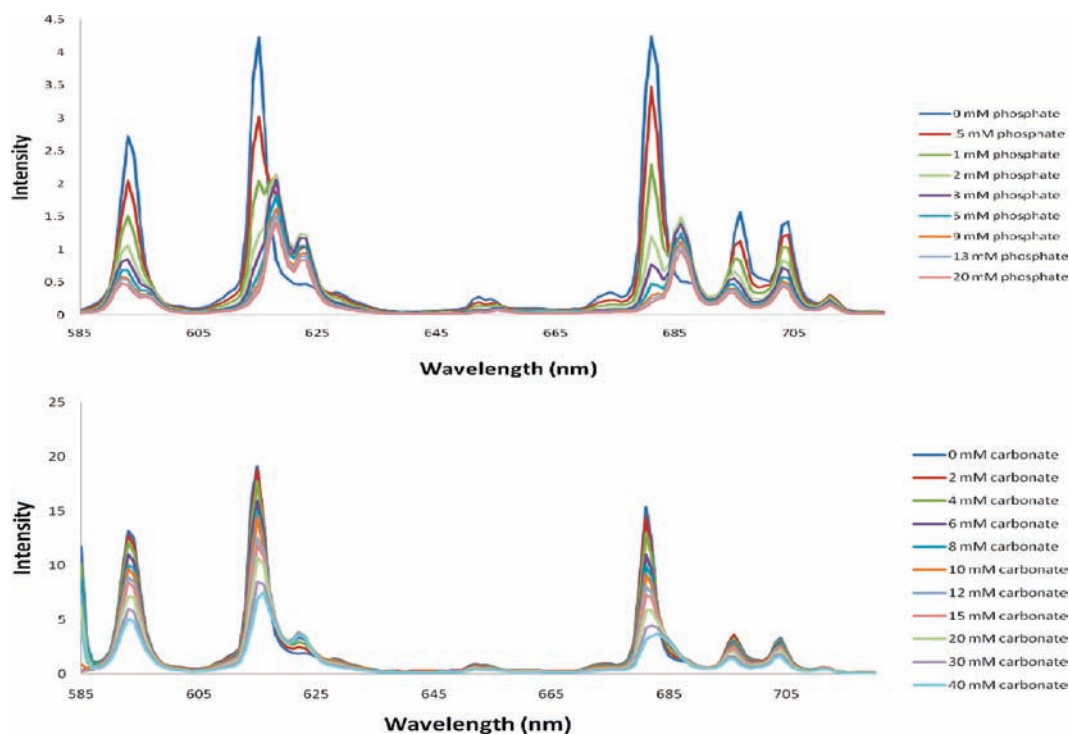 4.5
4
3.5
3
2.5
2
1.5
1
0.5
0
Intensity
585 605 625 645 665 685 705
Wavelength (nm)
0 mM phosphate
.5 mM phosphate
1 mM phosphate
2 mM phosphate
3 mM phosphate
5 mM phosphate
9 mM phosphate
13 mM phosphate
20 mM phosphate
25
20
15
10
5
0
Intensity
585 605 625 645 665 685 705
Wavelength (nm)
0 mM carbonate
2 mM carbonate
4 mM carbonate
6 mM carbonate
8 mM carbonate
10 mM carbonate
12 mM carbonate
15 mM carbonate
20 mM carbonate
30 mM carbonate
40 mM carbonate